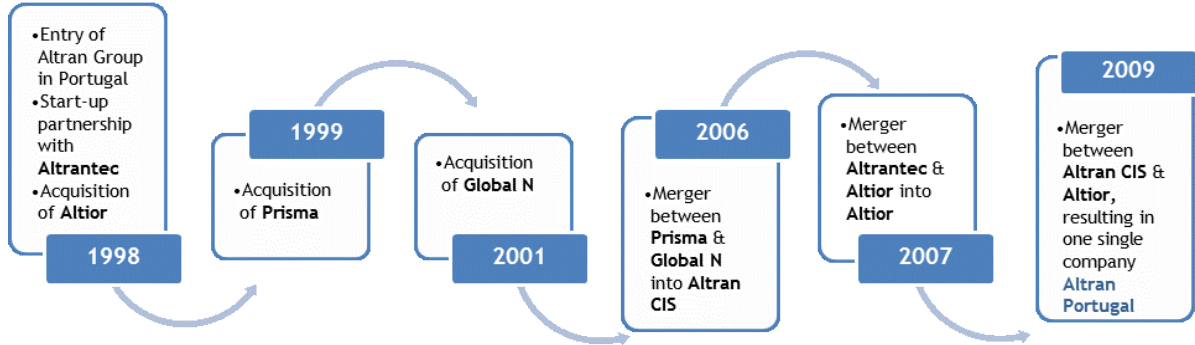 •Entry of
Altran Group
in Portugal
•Start-up
partnership
with
Altrantec
•Acquisition
of Altior
1998
1999
•Acquisition
of Prisma
•Acquisition
of Global N
2001
2006
•Merger
between
Prisma &
Global N
into Altran
CIS
•Merger
between
Altrantec &
Altior into
Altior
2007
2009
•Merger
between
Altran CIS &
Altior,
resulting in
one single
company
Altran
Portugal